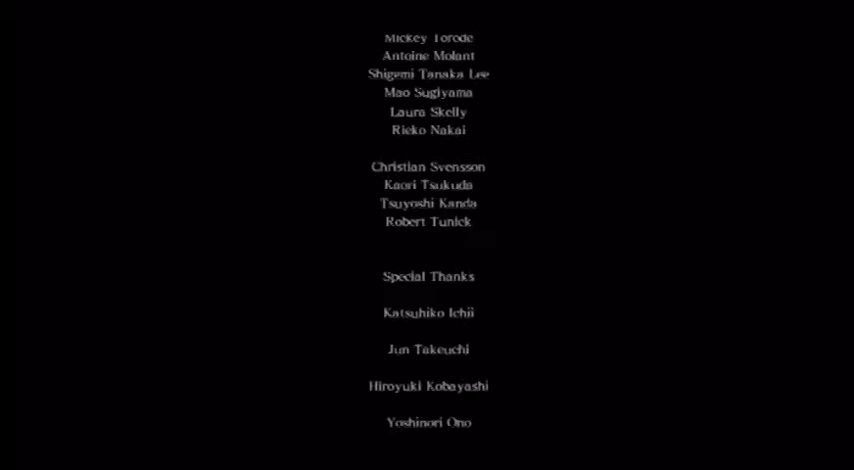 Mickey Torode
Antoine Molant
Shigemi Tanaka Lee
Mao Sugiyama
Laura Skelly
Rieko Nakai
Christian Svensson
Kaori Tsukuda
Tsuyoshi Kanda
Robert Tunick
Special Thanks
Katsuhiko Ichii
Jun Takeuchi
Hiroyuki Kobayashi
Yoshinori Ono